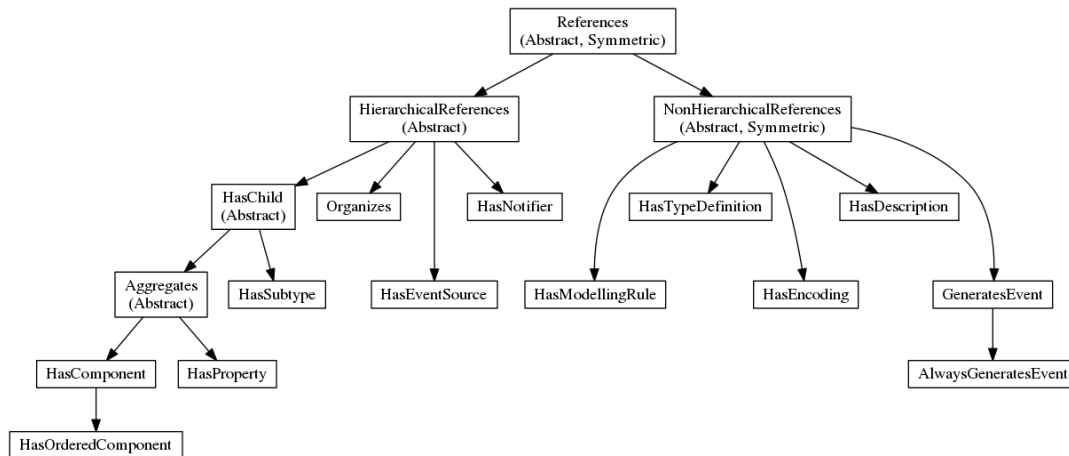 References
(Abstract, Symmetric)
HierarchicalReferences
(Abstract)
NonHierarchicalReferences
(Abstract, Symmetric)
HasChild
(Abstract)
Organizes
HasNotifier
HasTypeDefinition
HasDescription
Aggregates
(Abstract)
HasSubtype
HasEventSource
HasModellingRule
HasEncoding
GeneratesEvent
HasComponent
HasProperty
AlwaysGeneratesEvent
HasOrderedComponent